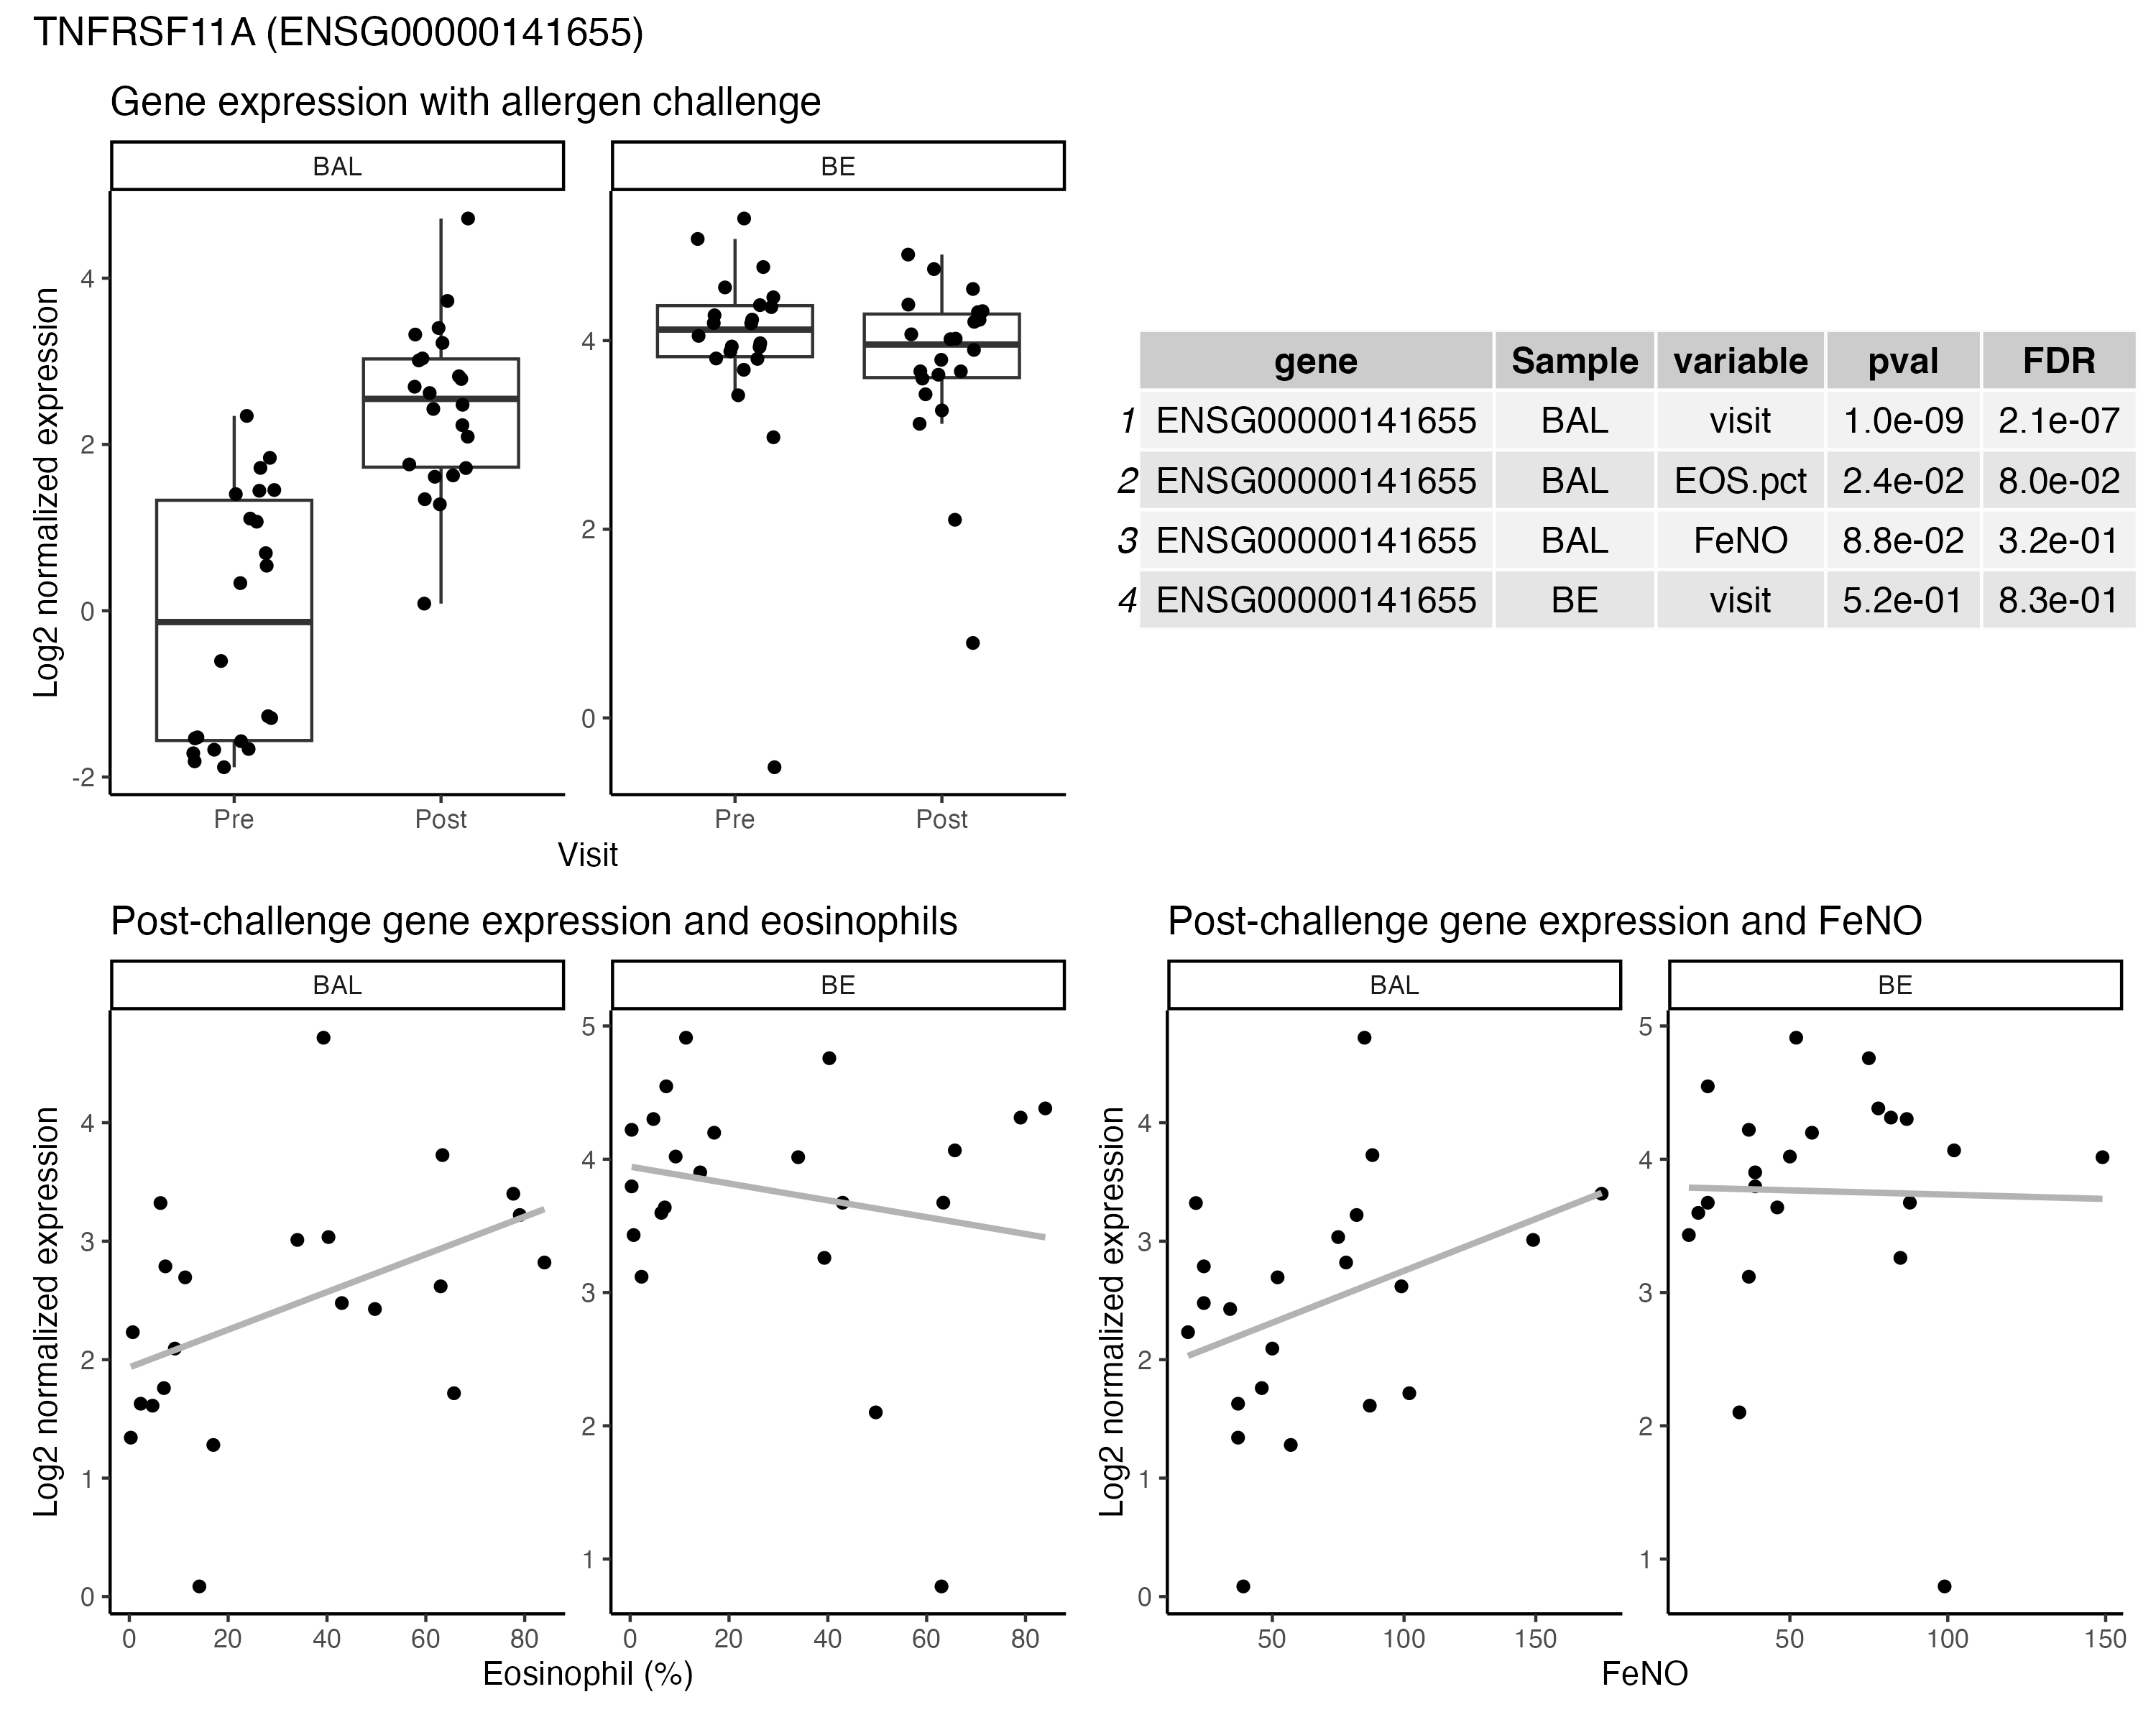 TNFRSF11A (ENSG00000141655)
Gene expression with allergen challenge
BAL
BE
Log2 normalized expression
4
2
0
-2
4
2
0
Pre
Post
Pre
Post
Visit
gene Sample variable pval FDR
1 ENSG00000141655 BAL visit 1.0e-09 2.1e-07
2 ENSG00000141655 BAL EOS.pct 2.4e-02 8.0e-02
3 ENSG00000141655 BAL FeNO 8.8e-02 3.2e-01
4 ENSG00000141655 BE visit 5.2e-01 8.3e-01
Post-challenge gene expression and eosinophils
BAL
BE
Log2 normalized expression
4
3
2
1
0
5
4
3
2
1
0 20 40 60 80
0 20 40 60 80
Eosinophil (%)
Post-challenge gene expression and FeNO
BAL
BE
Log2 normalized expression
4
3
2
1
0
5
4
3
2
1
50 100 150
50 100 150
FeNO